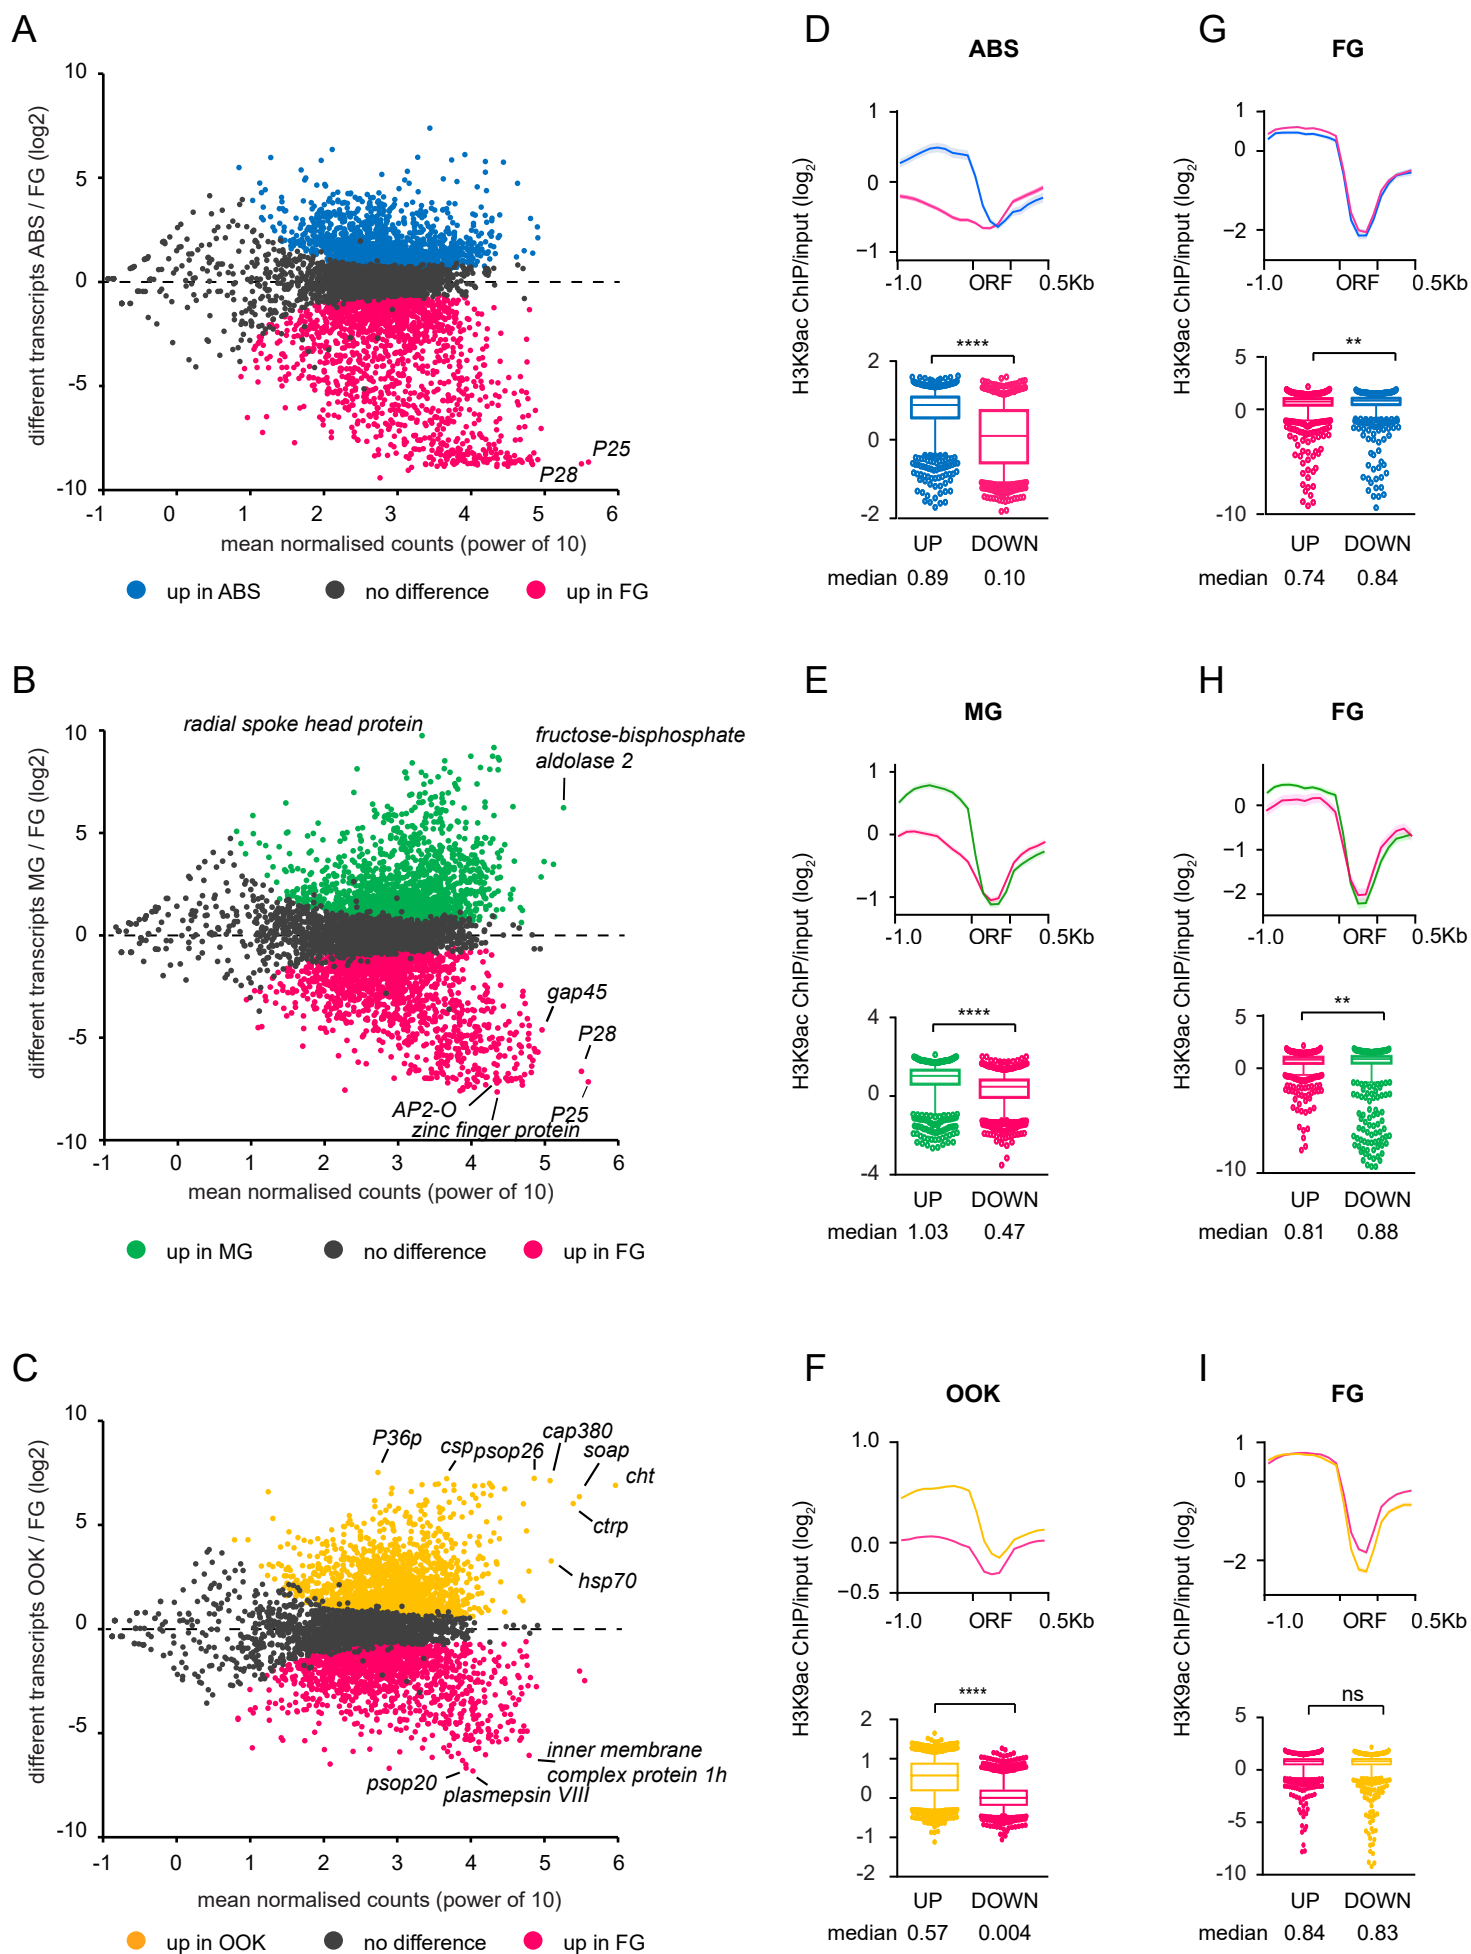 A
different transcripts ABS / FG (log2)
10
5
0
-5
-10
P25
P28
-1 0 1 2 3 4 5 6
mean normalised counts (power of 10)
up in ABS no difference up in FG
D
ABS
H3K9ac ChIP/input (log2)
1
0
−1
-1.0 ORF 0.5Kb
****
2
0
-2
UP DOWN
median 0.89 0.10
G
FG
H3K9ac ChIP/input (log2)
1
0
−2
-1.0 ORF 0.5Kb
**
5
0
-10
UP DOWN
median 0.74 0.84
B
different transcripts MG / FG (log2)
10
5
0
-5
-10
radial spoke head protein
fructose-bisphosphate
aldolase 2
gap45
P28
AP2-O
P25
zinc finger protein
-1 0 1 2 3 4 5 6
mean normalised counts (power of 10)
up in MG no difference up in FG
E
MG
H3K9ac ChIP/input (log2)
1
0
−1
-1.0 ORF 0.5Kb
****
4
0
-4
UP DOWN
median 1.03 0.47
H
FG
H3K9ac ChIP/input (log2)
0
−1
−2
-1.0 ORF 0.5Kb
**
5
0
-10
UP DOWN
median 0.81 0.88
C
different transcripts OOK / FG (log2)
10
5
0
-5
-10
P36p
csp
psop26
cap380
soap
cht
ctrp
hsp70
inner membrane
complex protein 1h
psop20
plasmepsin VIII
-1 0 1 2 3 4 5 6
mean normalised counts (power of 10)
up in OOK no difference up in FG
F
OOK
H3K9ac ChIP/input (log2)
1.0
0.0
−0.5
-1.0 ORF 0.5Kb
****
2
1
0
-1
-2
UP DOWN
median 0.57 0.004
I
FG
H3K9ac ChIP/input (log2)
1
0
−2
-1.0 ORF 0.5Kb
ns
5
0
-5
-10
UP DOWN
median 0.84 0.83